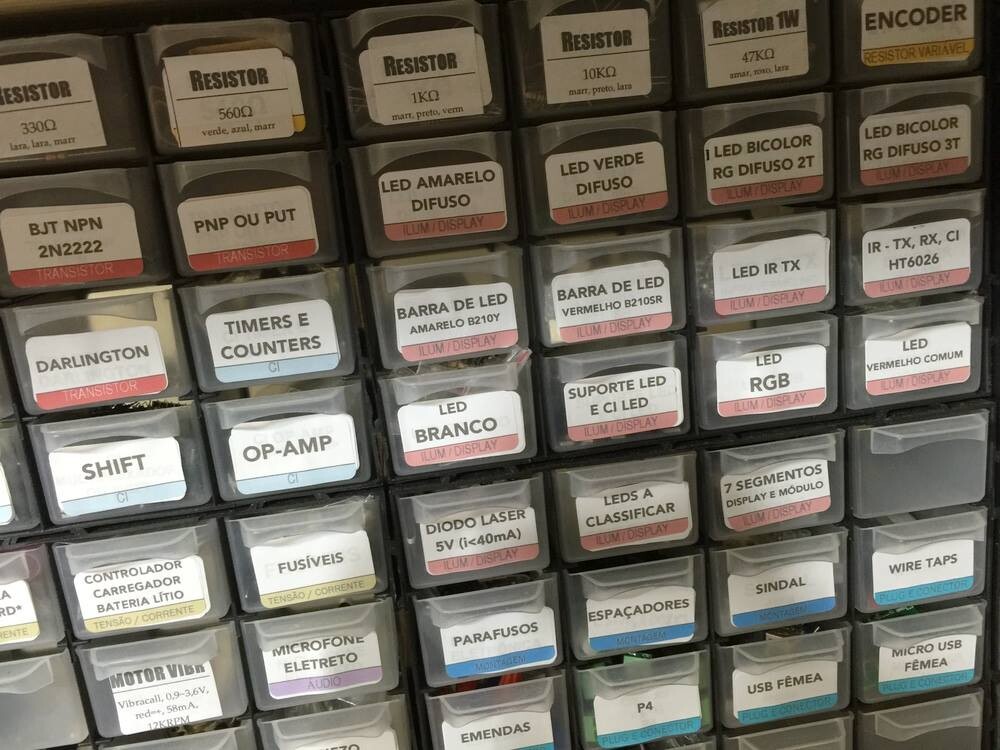 RESISTOR
330Ω
lara, lara, marr
RESISTOR
560Ω
verde, azul, marr
RESISTOR
1KΩ
marr, preto, verm
RESISTOR
10KΩ
marr, preto, lara
RESISTOR 1W
47KΩ
amar, roxo, lara
ENCODER
RESISTOR VARIÁVEL
BJT NPN
2N2222
TRANSISTOR
PNP OU PUT
TRANSISTOR
LED AMARELO
DIFUSO
ILUM / DISPLAY
LED VERDE
DIFUSO
ILUM / DISPLAY
LED BICOLOR
RG DIFUSO 2T
ILUM / DISPLAY
LED BICOLOR
RG DIFUSO 3T
ILUM / DISPLAY
DARLINGTON
TRANSISTOR
TIMERS E
COUNTERS
CI
BARRA DE LED
AMARELO B210Y
ILUM / DISPLAY
BARRA DE LED
VERMELHO B210SR
ILUM / DISPLAY
LED IR TX
ILUM / DISPLAY
IR - TX, RX, CI
HT6026
ILUM / DISPLAY
SHIFT
CI
OP-AMP
CI
LED
BRANCO
ILUM / DISPLAY
SUPORTE LED
E CI LED
ILUM / DISPLAY
LED
RGB
ILUM / DISPLAY
LED
VERMELHO COMUM
ILUM / DISPLAY
CONTROLADOR
CARREGADOR
BATERIA LÍTIO
TENSÃO / CORRENTE
FUSÍVEIS
TENSÃO / CORRENTE
DIODO LASER
5V (i<40mA)
ILUM / DISPLAY
LEDS A
CLASSIFICAR
ILUM / DISPLAY
7 SEGMENTOS
DISPLAY E MÓDULO
ILUM / DISPLAY
MOTOR VIBR
Vibracall, 0,9~3,6V,
red=+, 58mA,
12KRPM
MICROFONE
ELETRETO
ÁUDIO
PARAFUSOS
MONTAGEM
ESPAÇADORES
MONTAGEM
SINDAL
MONTAGEM
WIRE TAPS
PLUG E CONECTOR
EMENDAS
P4
PLUG E CONECTOR
USB FÊMEA
PLUG E CONECTOR
MICRO USB
FÊMEA
PLUG E CONECTOR